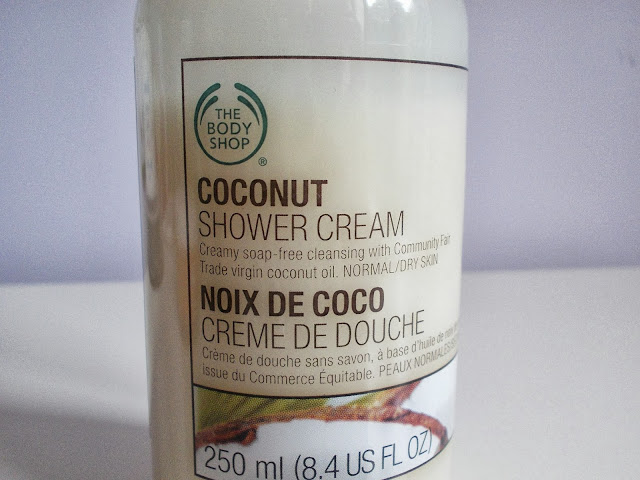 THE
BODY
SHOP
®
COCONUT
SHOWER CREAM
Creamy soap-free cleansing with Community Fair
Trade virgin coconut oil. NORMAL/DRY SKIN
NOIX DE COCO
CRÈME DE DOUCHE
Crème de douche sans savon, à base d'huile de
issue du Commerce Équitable. PEAUX NORMALES
250 ml (8.4 US FL OZ)